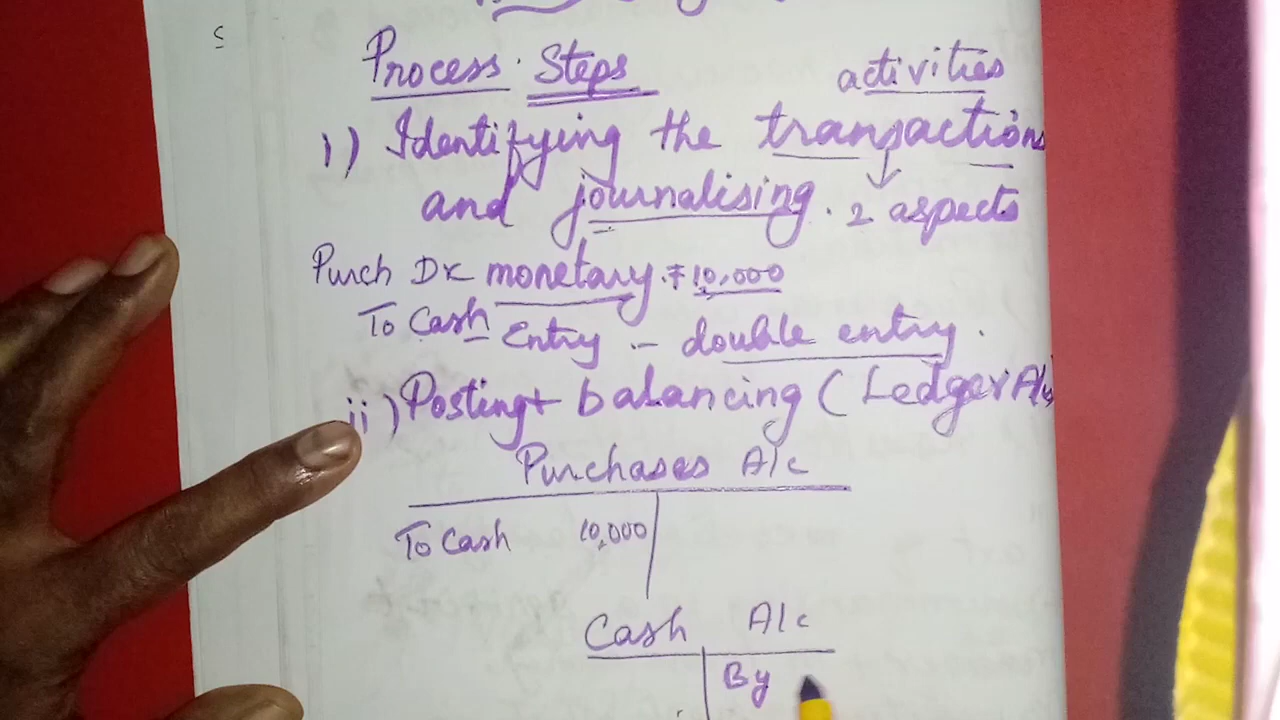 Process Steps
activities
1) Identifying the transactions
and journalising. 2 aspects
Purch Dr monetary. ₹10,000
To Cash Entry - double entry.
ii) Posting + balancing (Ledger A/cs
Purchases A/c
To Cash 10,000
Cash A/c
By